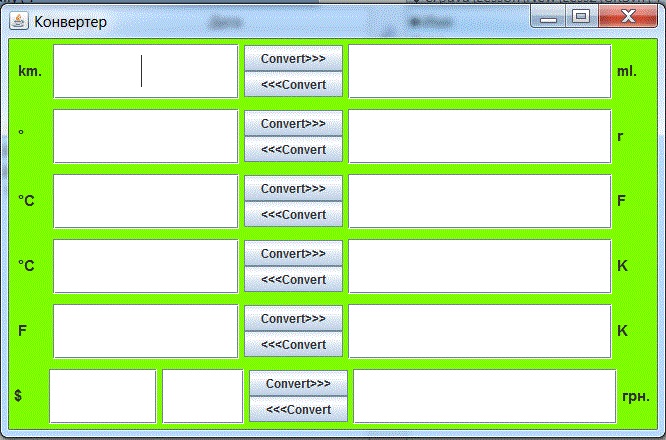 Конвертер
km. Convert>>> ml.
<<<Convert
° Convert>>> r
<<<Convert
°C Convert>>> F
<<<Convert
°C Convert>>> K
<<<Convert
F Convert>>> K
<<<Convert
$ Convert>>> грн.
<<<Convert